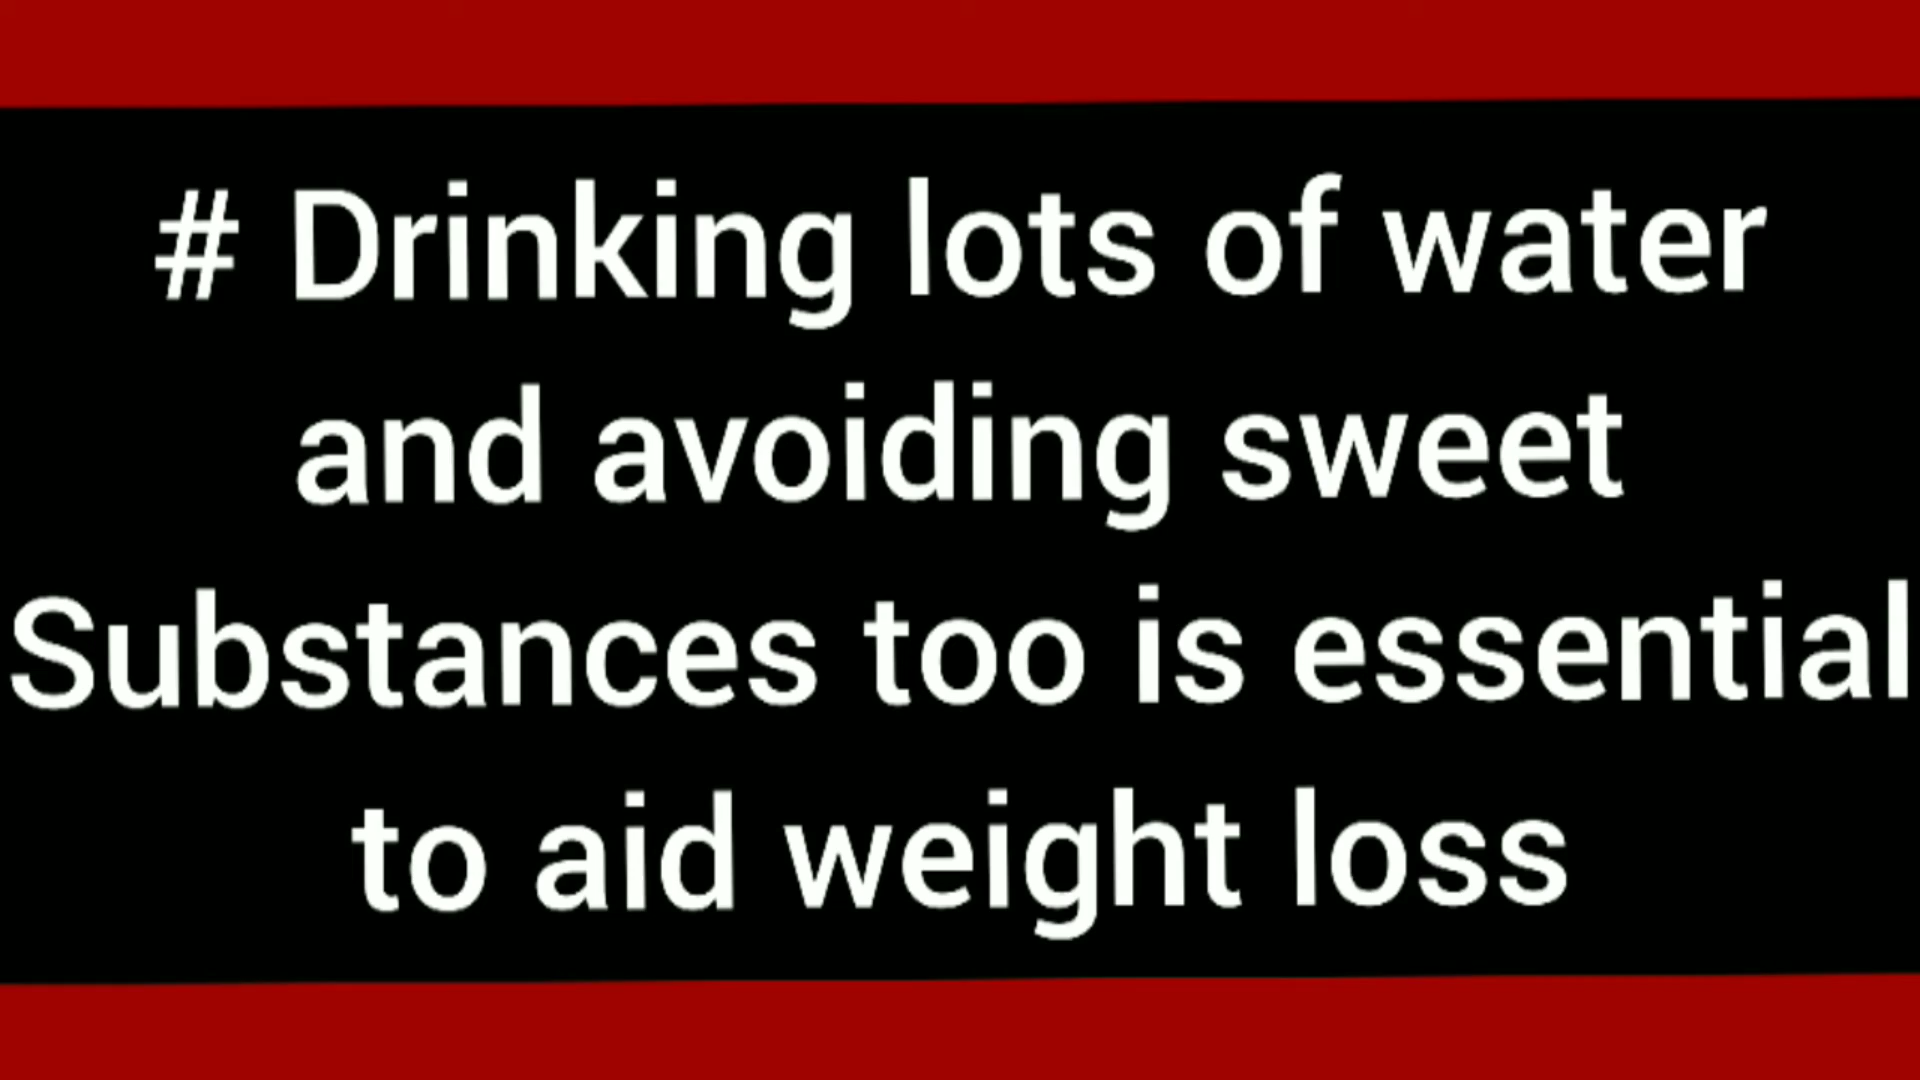 # Drinking lots of water
and avoiding sweet
Substances too is essential
to aid weight loss